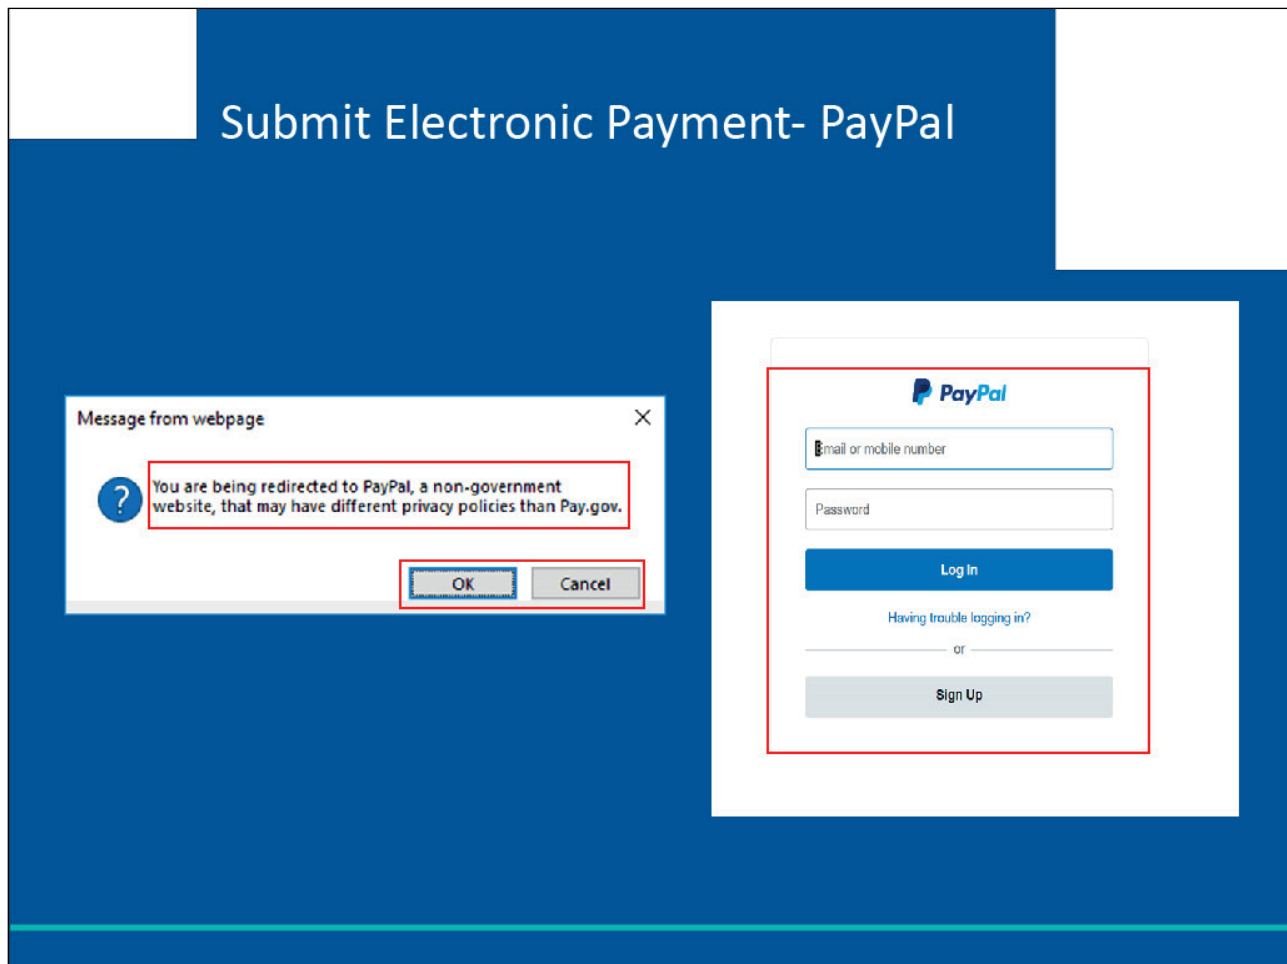 Submit Electronic Payment- PayPal
Message from webpage
You are being redirected to PayPal, a non-government
website, that may have different privacy policies than Pay.gov.
OK
Cancel
PayPal
Email or mobile number
Password
Log In
Having trouble logging in?
or
Sign Up